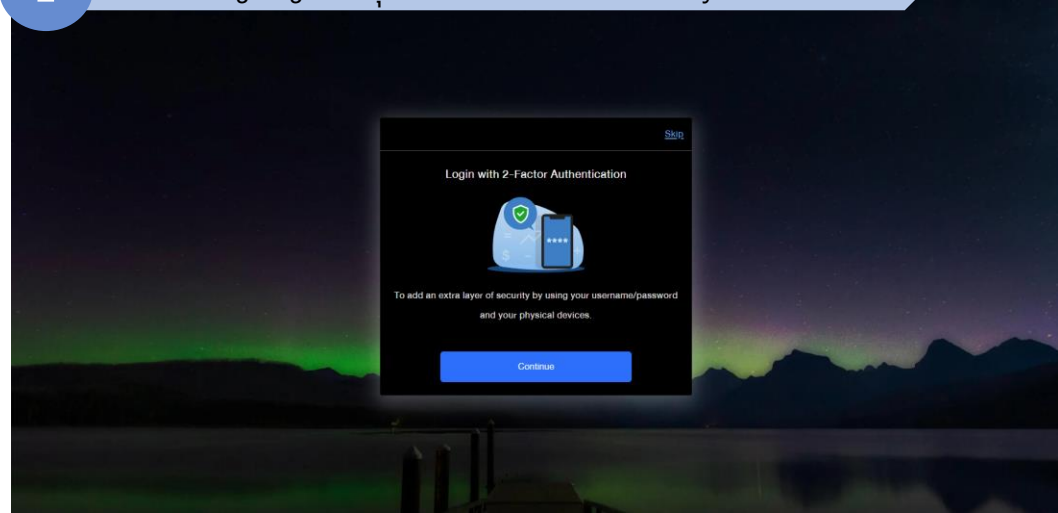 Skip
Login with 2-Factor Authentication
To add an extra layer of security by using your username/password
and your physical devices.
Continue